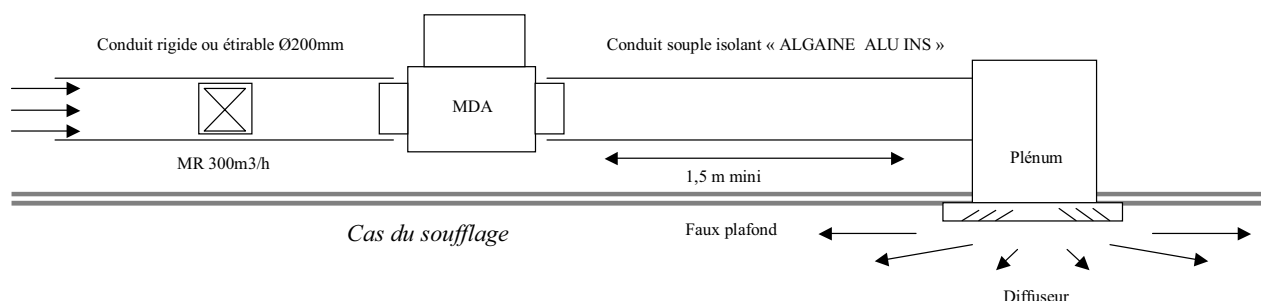 Conduit rigide ou étirable Ø200mm
Conduit souple isolant « ALGAINE ALU INS »
MDA
MR 300m3/h
Plénum
1,5 m mini
Cas du soufflage
Faux plafond
Diffuseur